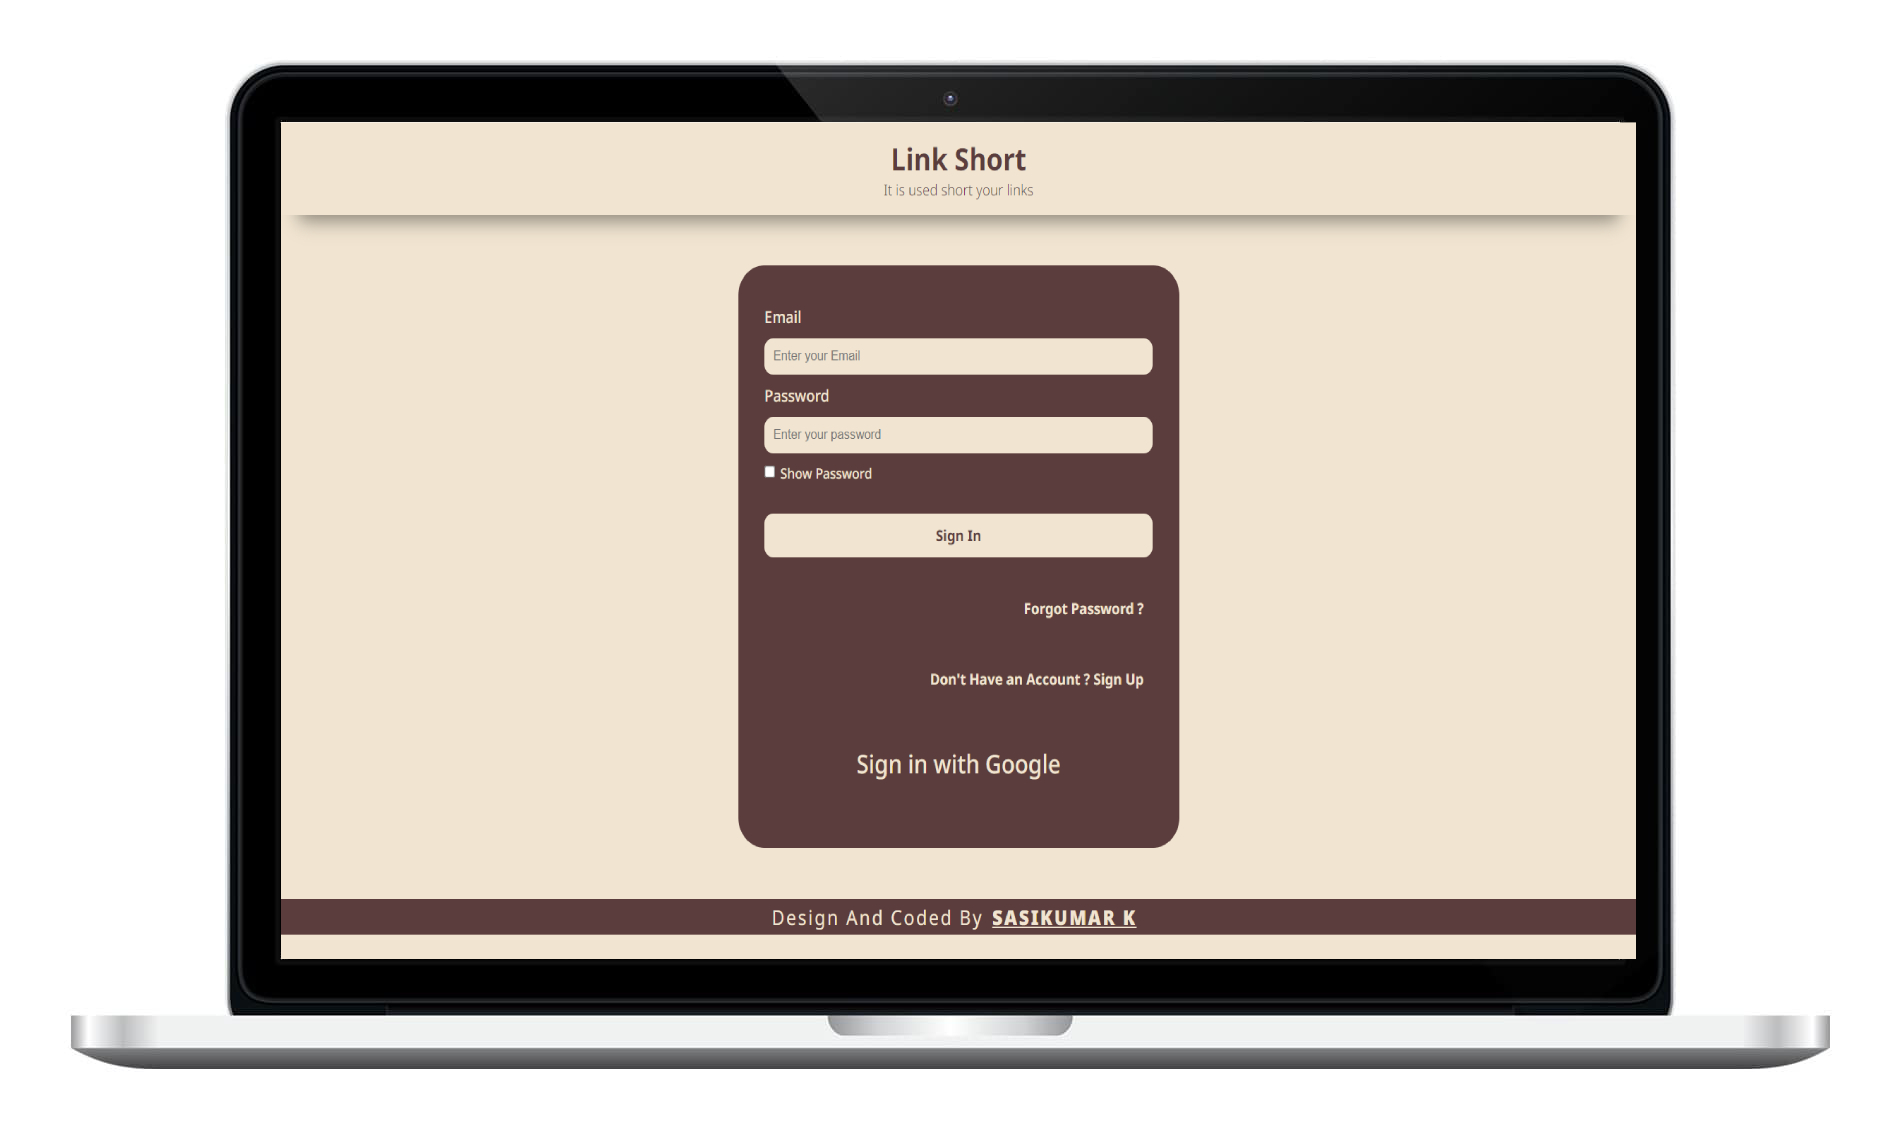 Link Short
It is used short your links
Email
Enter your Email
Password
Enter your password
Show Password
Sign In
Forgot Password ?
Don't Have an Account ? Sign Up
Sign in with Google
Design And Coded By SASIKUMAR K